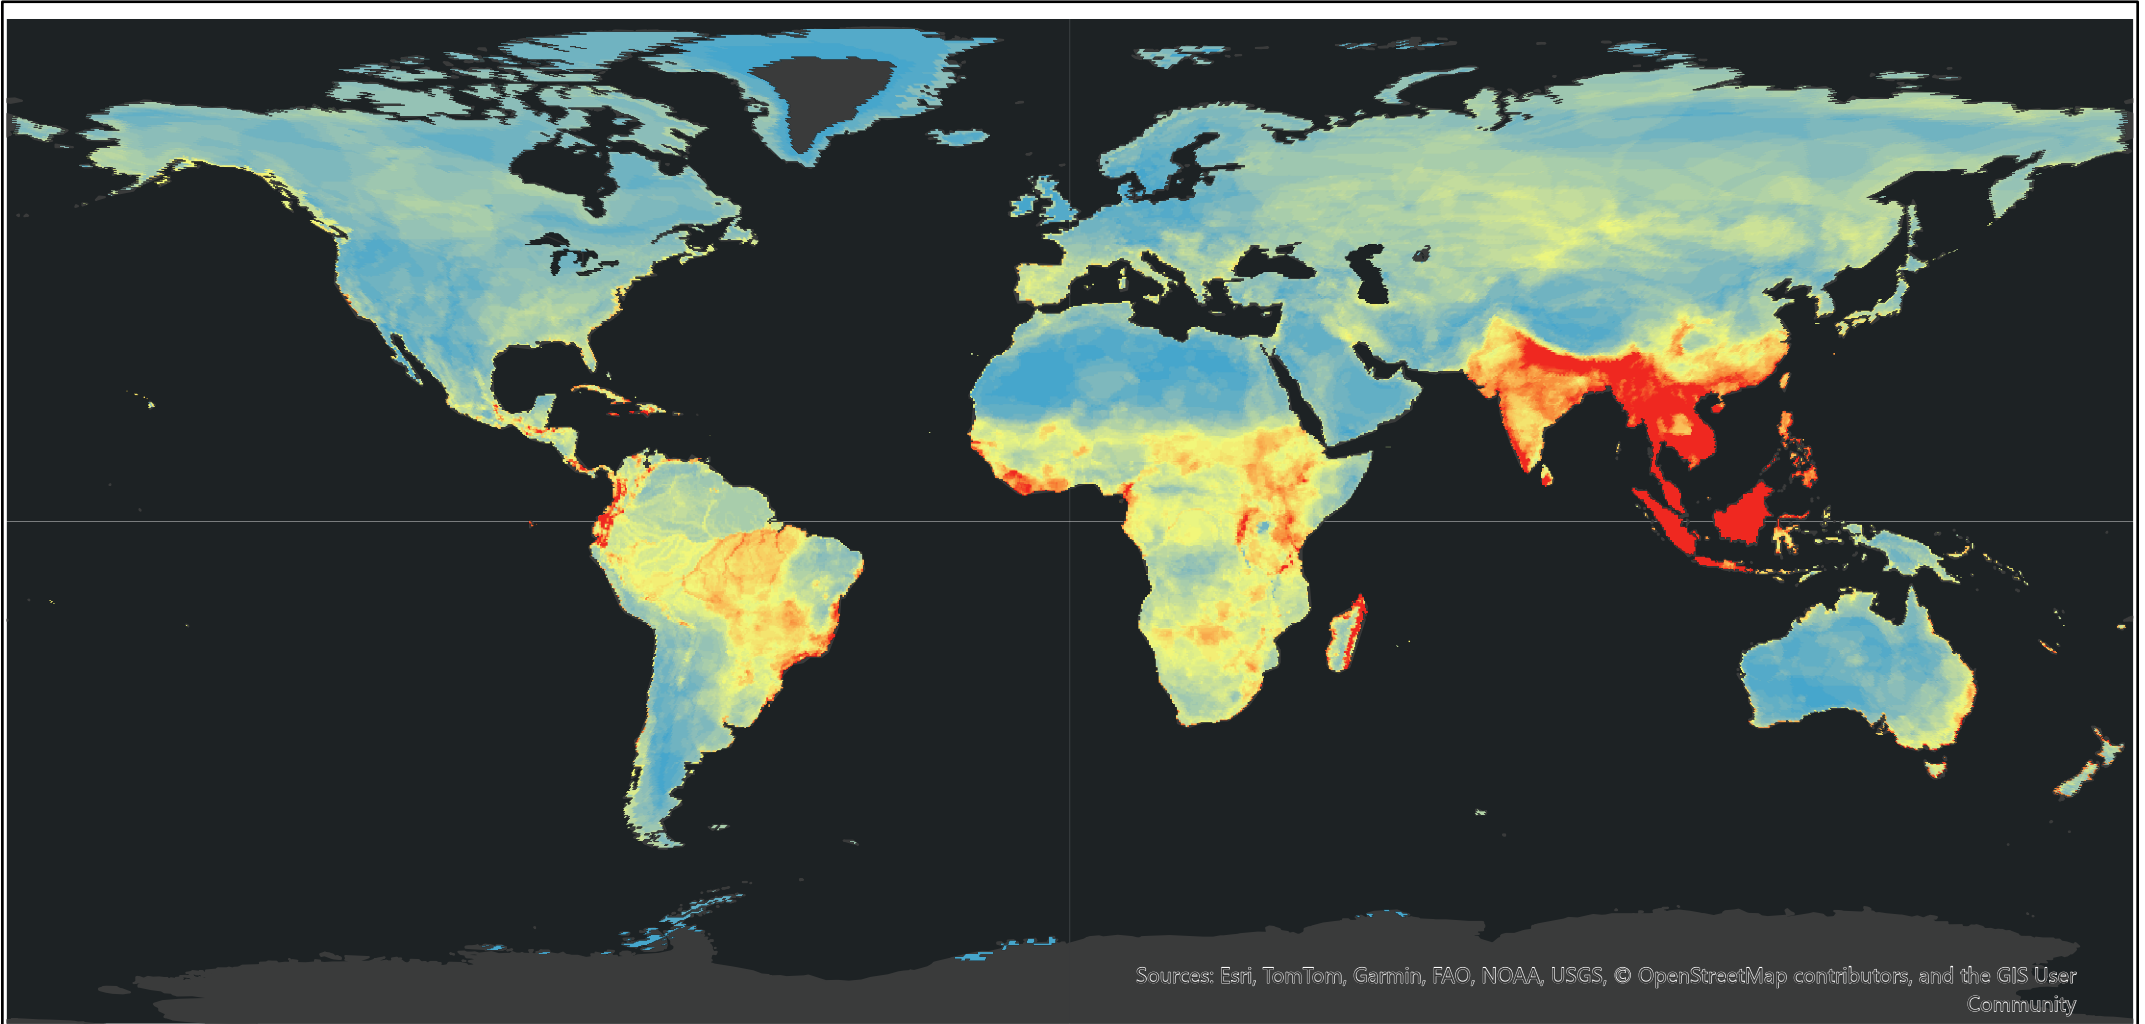 Sources: Esri, TomTom, Garmin, FAO, NOAA, USGS, © OpenStreetMap contributors, and the GIS User
Community